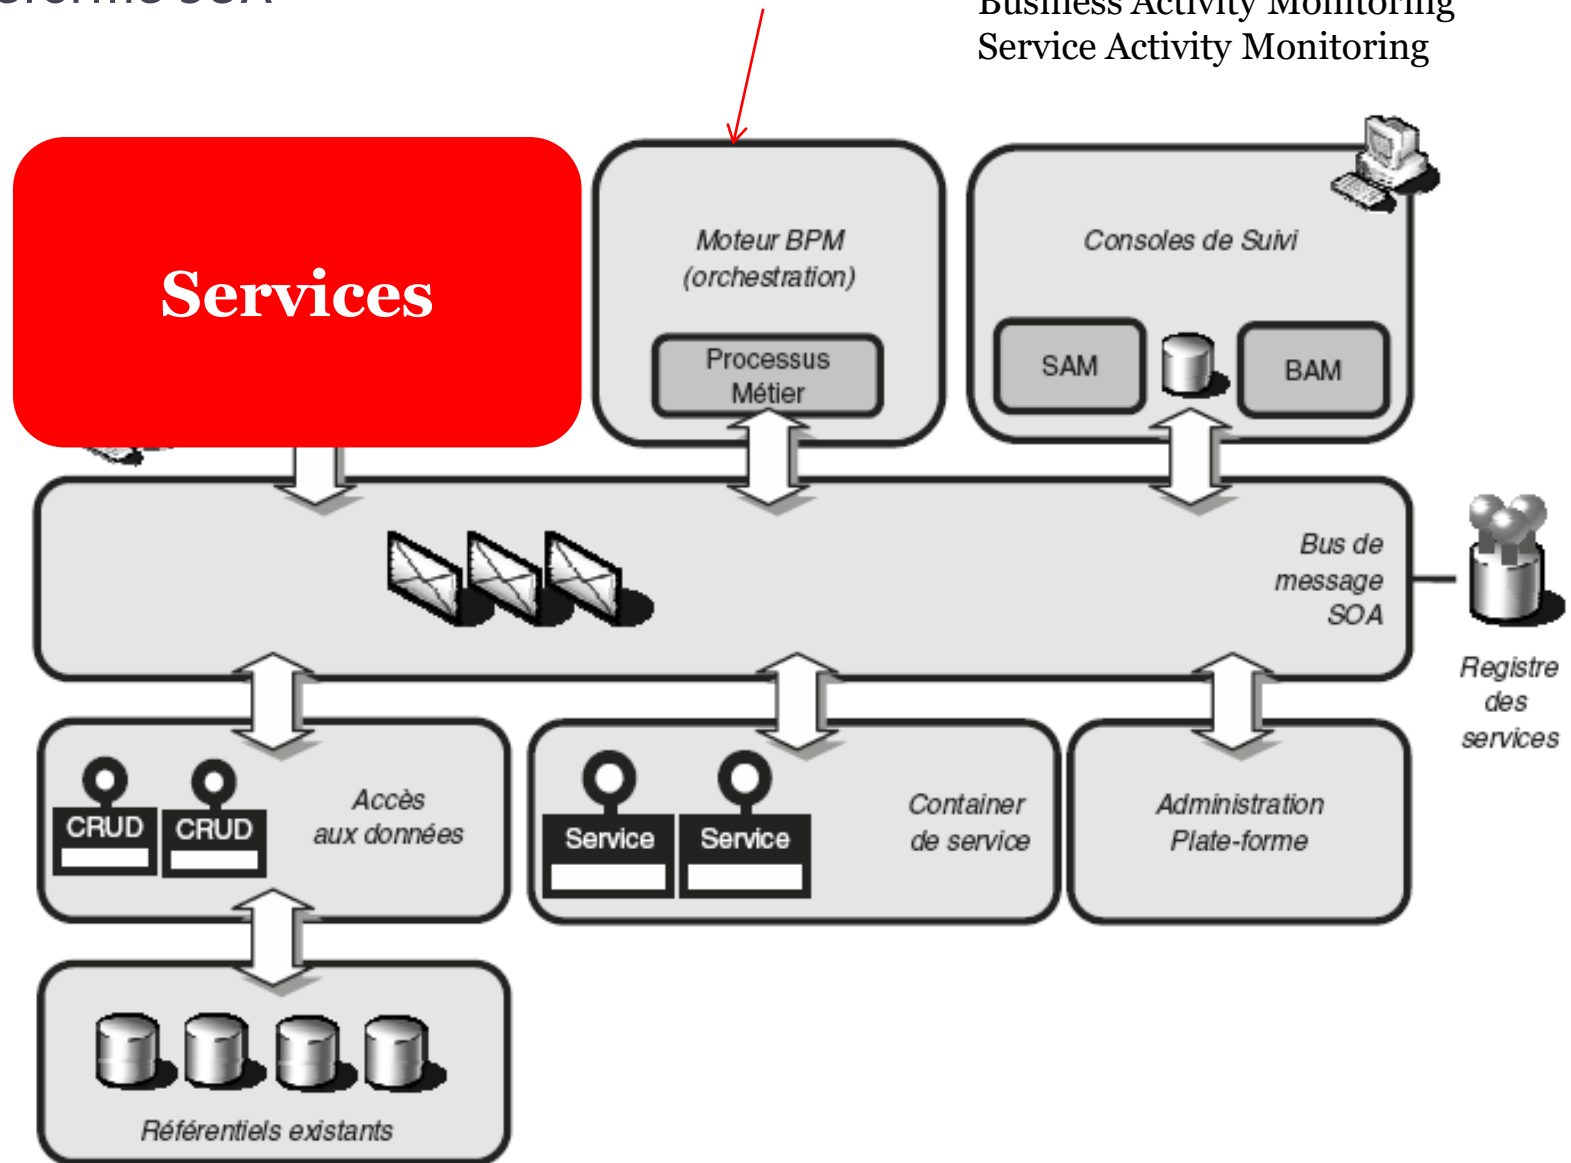 SOA
Business Activity Monitoring
Service Activity Monitoring
Services
Moteur BPM
(orchestration)
Processus
Métier
Consoles de Suivi
SAM
BAM
Bus de
message
SOA
Registre
des
services
CRUD
CRUD
Accès
aux données
Service
Service
Container
de service
Administration
Plate-forme
Référentiels existants